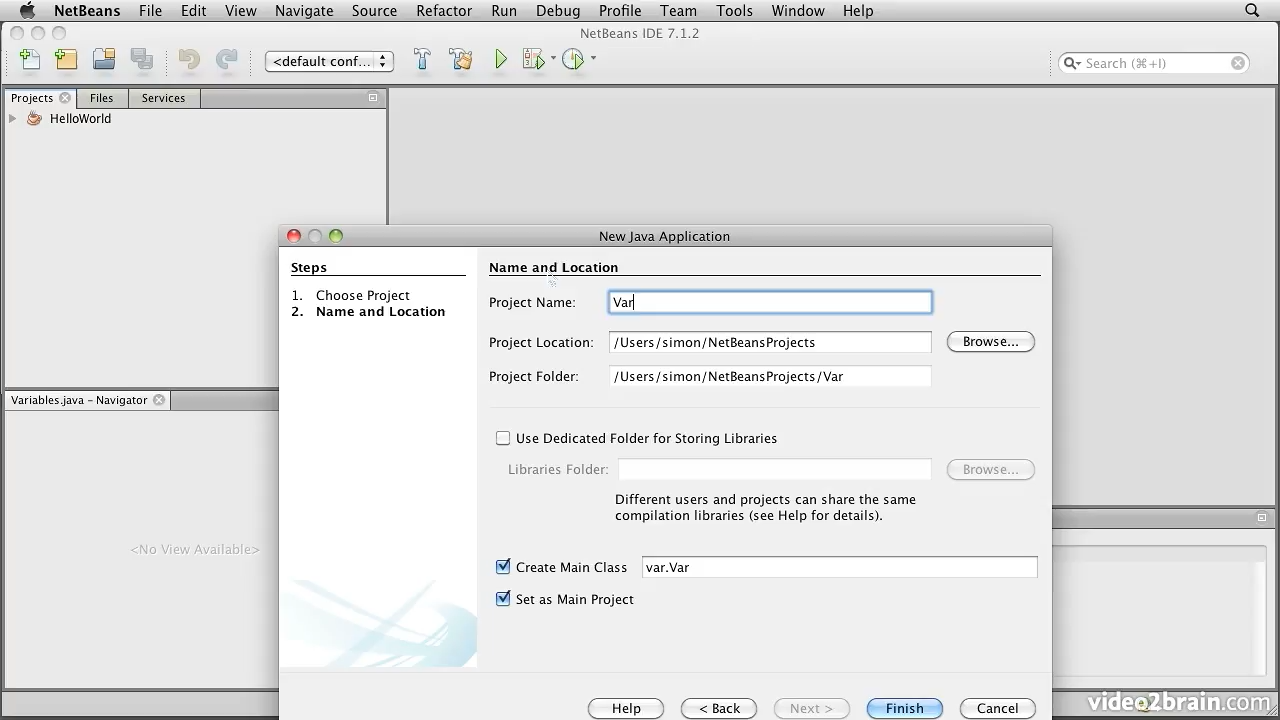 NetBeans File Edit View Navigate Source Refactor Run Debug Profile Team Tools Window Help
NetBeans IDE 7.1.2
<default conf...
Search (⌘+I)
Projects Files Services
HelloWorld
Variables.java – Navigator
<No View Available>
New Java Application
Steps
1. Choose Project
2. Name and Location
Name and Location
Project Name: Var
Project Location: /Users/simon/NetBeansProjects Browse...
Project Folder: /Users/simon/NetBeansProjects/Var
Use Dedicated Folder for Storing Libraries
Libraries Folder: Browse...
Different users and projects can share the same
compilation libraries (see Help for details).
Create Main Class var.Var
Set as Main Project
Help < Back Next > Finish Cancel
video2brain.com